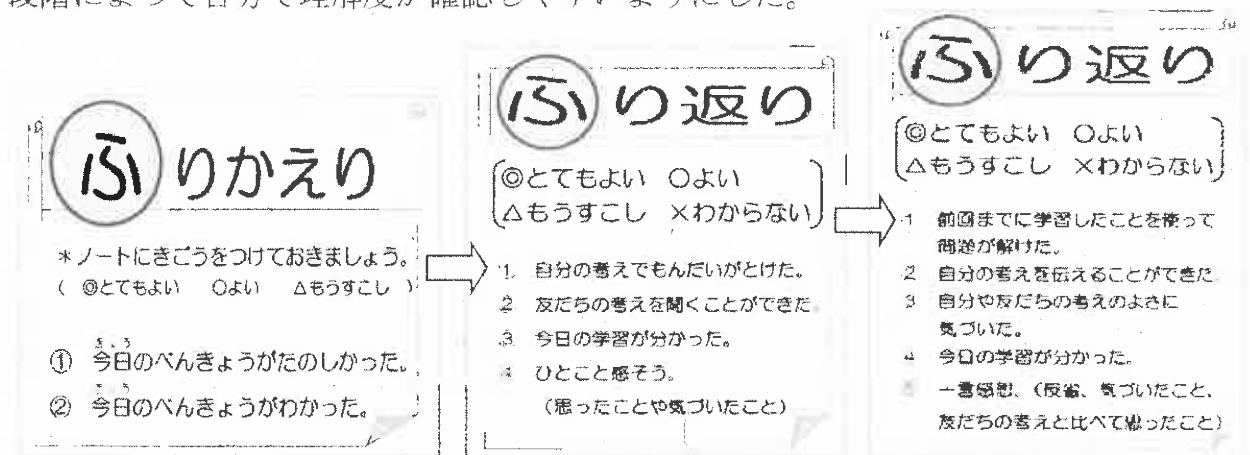 段階によって自分で理解度が確認しやすいようにした。
ふりかえり
*ノートにきごうをつけておきましょう。
( ◎とてもよい ○よい △もうすこし )
① 今日のべんきょうがたのしかった。
② 今日のべんきょうがわかった。
ふり返り
◎とてもよい ○よい
△もうすこし ×わからない
1. 自分の考えでもんだいがとけた。
2 友だちの考えを聞くことができた
3. 今日の学習が分かった。
4 ひとこと感そう。
(思ったことや気づいたこと)
ふり返り
◎とてもよい ○よい
△もうすこし ×わからない
1 前回までに学習したことを使って
問題が解けた。
2 自分の考えを伝えることができた
3 自分や友だちの考えのよさに
気づいた。
4 今日の学習が分かった。
5 一言感想、(反省、気づいたこと、
友だちの考えと比べて思ったこと)